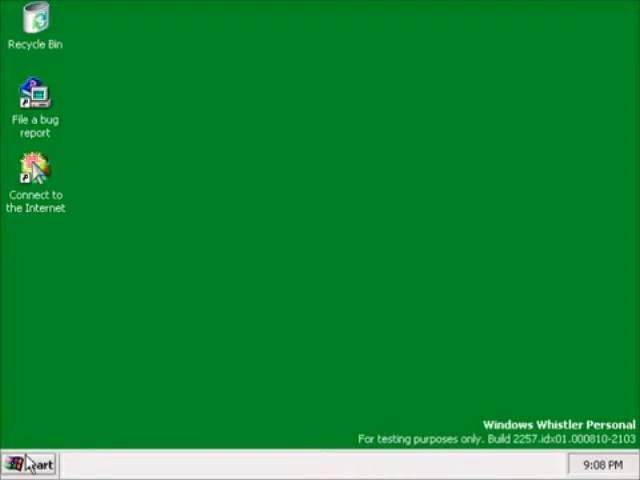 Recycle Bin
File a bug
report
Connect to
the Internet
Windows Whistler Personal
For testing purposes only. Build 2257.idx01.000810-2103
9:08 PM